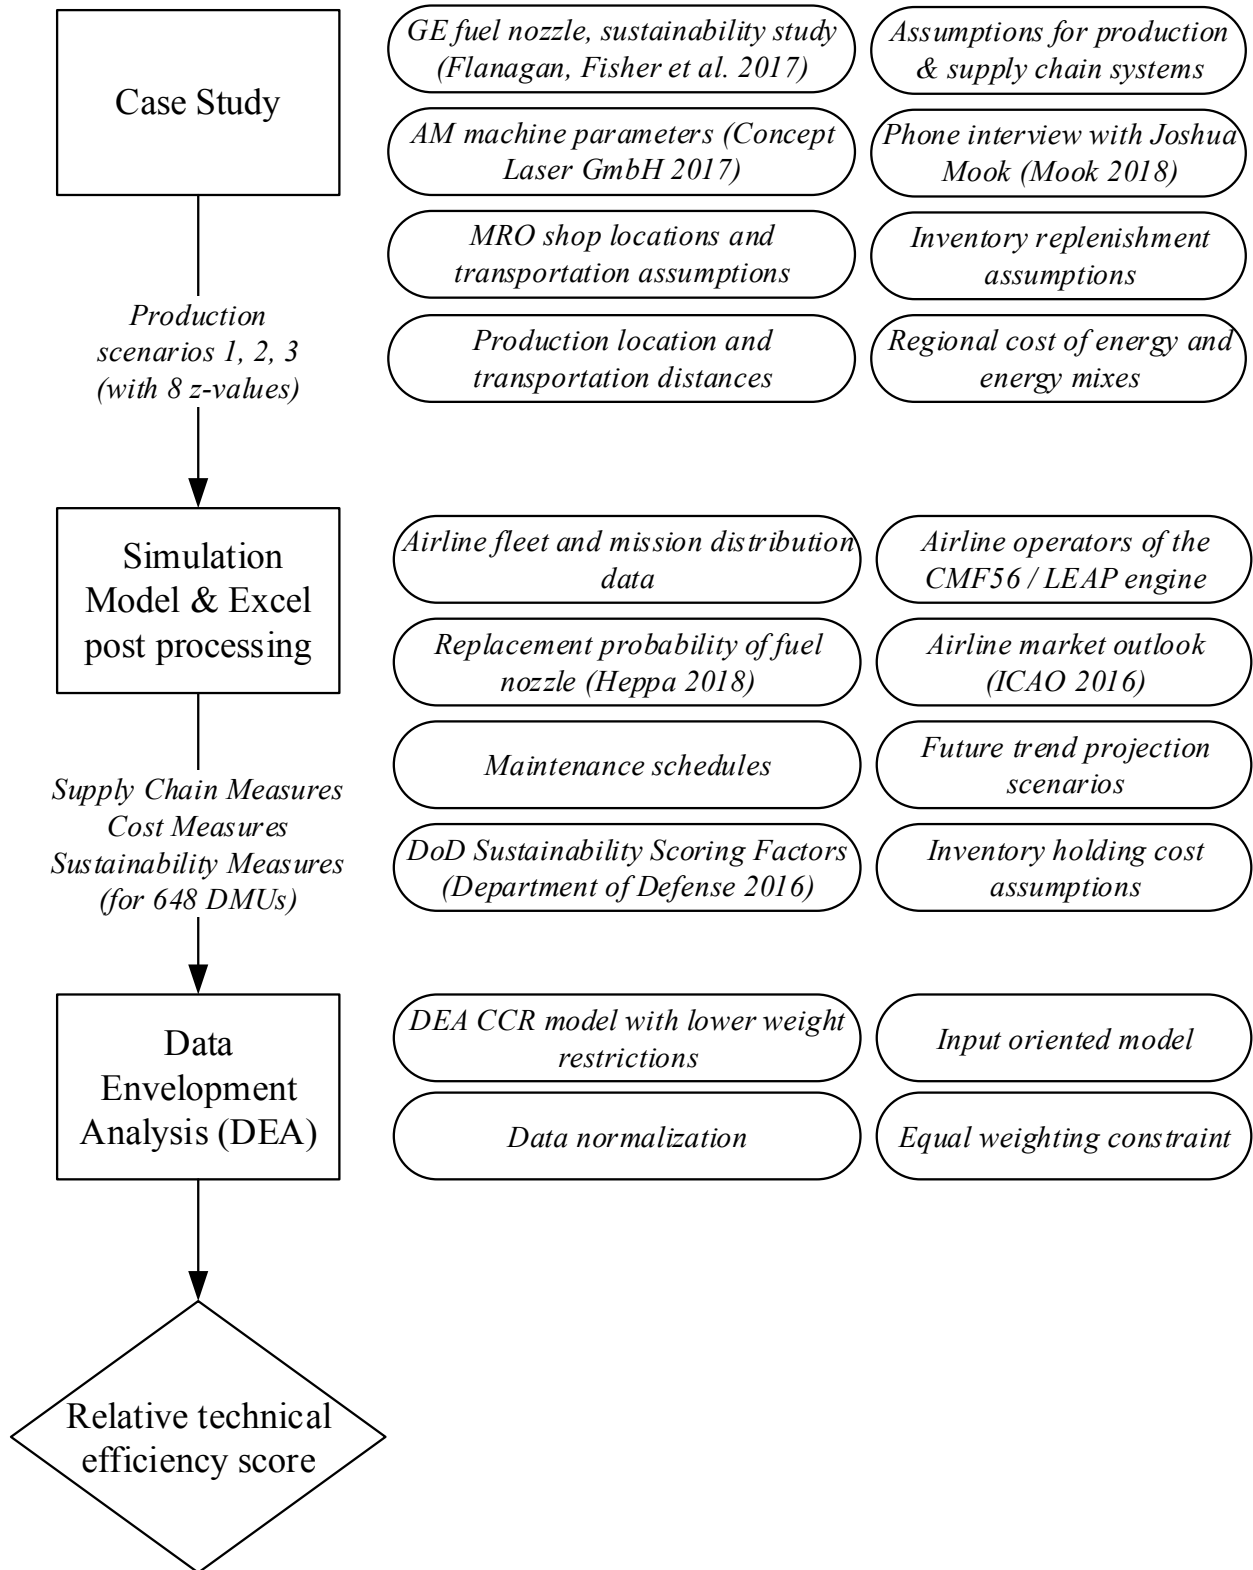 Case Study
GE fuel nozzle, sustainability study
(Flanagan, Fisher et al. 2017)
Assumptions for production
& supply chain systems
AM machine parameters (Concept
Laser GmbH 2017)
Phone interview with Joshua
Mook (Mook 2018)
MRO shop locations and
transportation assumptions
Inventory replenishment
assumptions
Production location and
transportation distances
Regional cost of energy and
energy mixes
Production
scenarios 1, 2, 3
(with 8 z-values)
Simulation
Model & Excel
post processing
Airline fleet and mission distribution
data
Airline operators of the
CMF56 / LEAP engine
Replacement probability of fuel
nozzle (Heppa 2018)
Airline market outlook
(ICAO 2016)
Maintenance schedules
Future trend projection
scenarios
DoD Sustainability Scoring Factors
(Department of Defense 2016)
Inventory holding cost
assumptions
Supply Chain Measures
Cost Measures
Sustainability Measures
(for 648 DMUs)
Data
Envelopment
Analysis (DEA)
DEA CCR model with lower weight
restrictions
Input oriented model
Data normalization
Equal weighting constraint
Relative technical
efficiency score